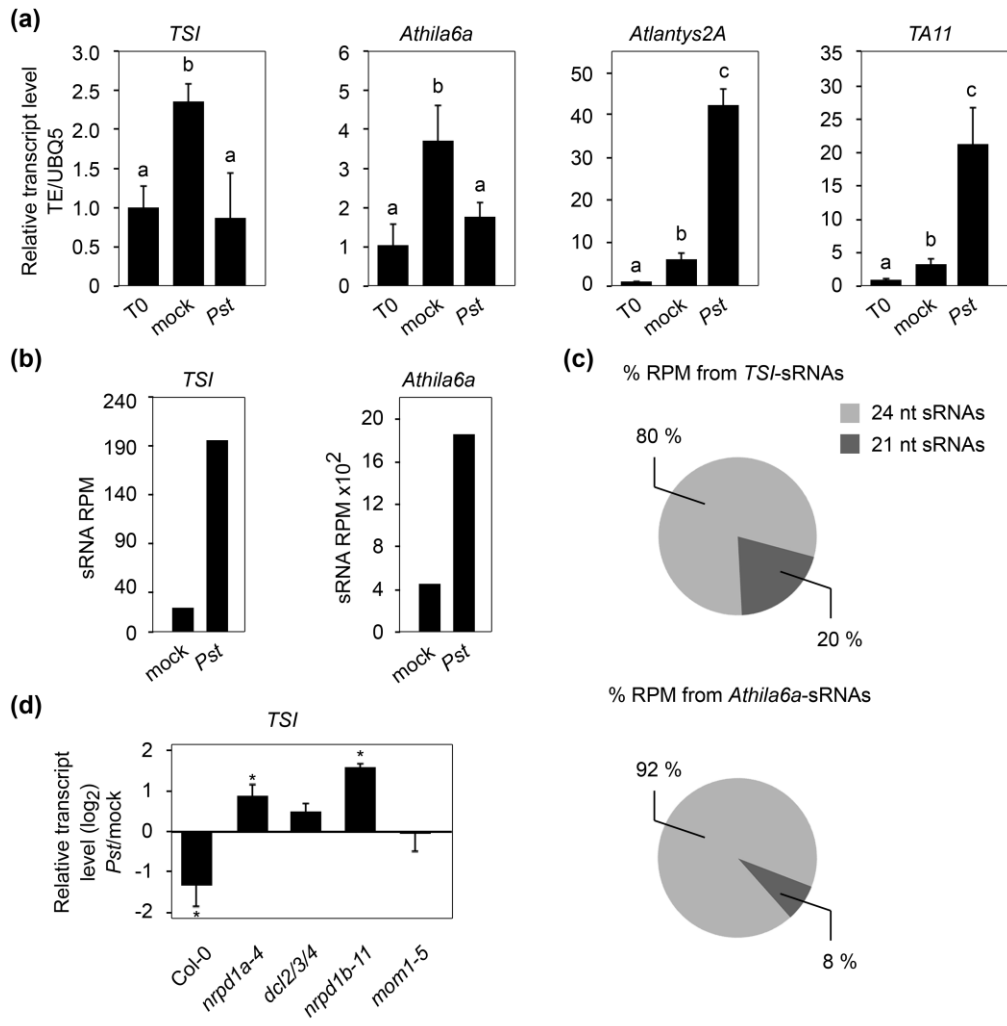 (a)
TSI
Athila6a
Atlantys2A
TA11
Relative transcript level
TE/UBQ5
3.0
2.5
2.0
1.5
1.0
0.5
0
a
b
a
T0
mock
Pst
6
5
4
3
2
1
0
a
b
a
T0
mock
Pst
50
40
30
20
10
0
a
b
c
T0
mock
Pst
35
30
25
20
15
10
5
0
a
b
c
T0
mock
Pst
(b)
TSI
sRNA RPM
240
190
140
90
40
0
mock
Pst
Athila6a
sRNA RPM x10²
20
16
12
8
4
0
mock
Pst
(c)
% RPM from TSI-sRNAs
24 nt sRNAs
21 nt sRNAs
80 %
20 %
% RPM from Athila6a-sRNAs
92 %
8 %
(d)
TSI
Relative transcript
level (log₂)
Pst/mock
2
1
0
-1
-2
*
*
*
Col-0
nrpd1a-4
dcl2/3/4
nrpd1b-11
mom1-5